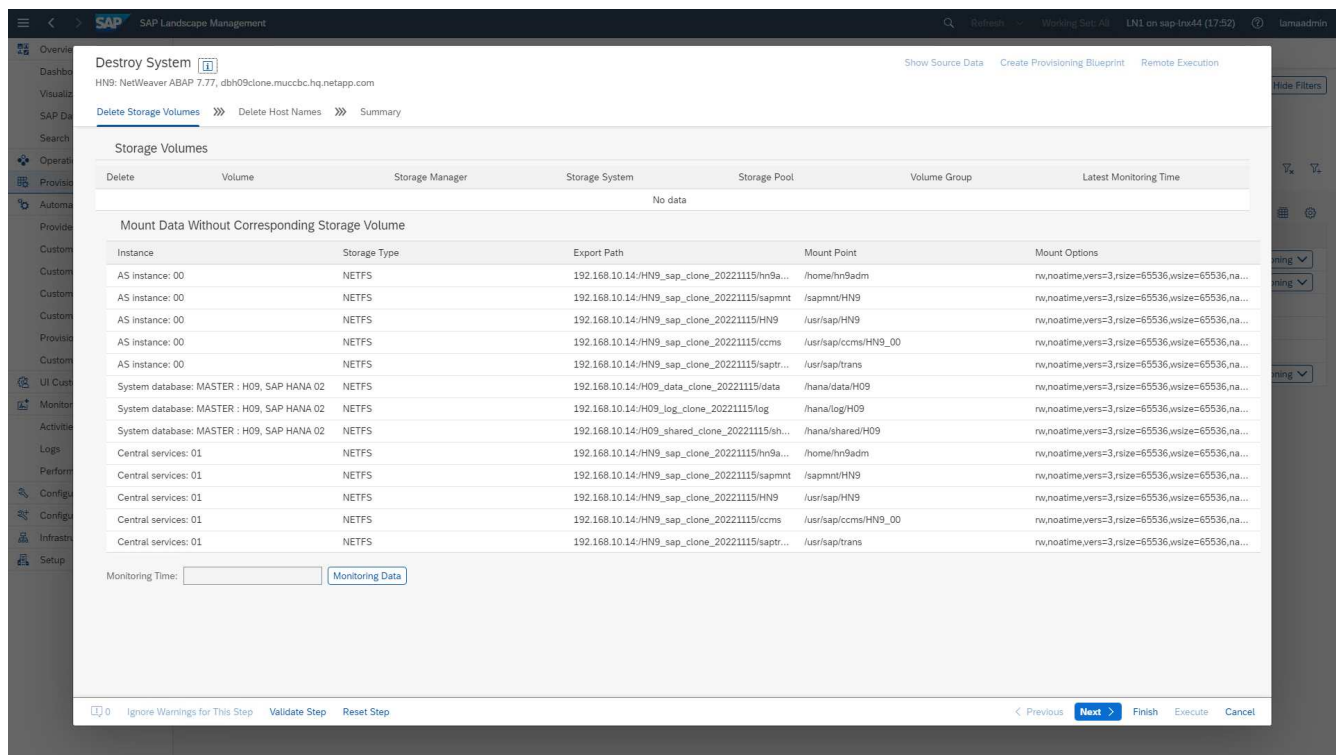 SAP SAP Landscape Management Refresh Working Set: All LN1 on sap-lnx44 (17:52) lamaadmin
Overvie
Dashbo
Visualiz
SAP Da
Search
Operati
Provisio
Automa
Provide
Custom
Custom
Custom
Custom
Provisio
Custom
UI Cust
Monitor
Activitie
Logs
Perform
Configu
Configu
Infrastru
Setup
Hide Filters
oning
oning
oning
Destroy System
Show Source Data Create Provisioning Blueprint Remote Execution
HN9: NetWeaver ABAP 7.77, dbh09clone.muccbc.hq.netapp.com
Delete Storage Volumes Delete Host Names Summary
Storage Volumes
Delete Volume Storage Manager Storage System Storage Pool Volume Group Latest Monitoring Time
No data
Mount Data Without Corresponding Storage Volume
Instance Storage Type Export Path Mount Point Mount Options
AS instance: 00 NETFS 192.168.10.14:/HN9_sap_clone_20221115/hn9a... /home/hn9adm rw,noatime,vers=3,rsize=65536,wsize=65536,na...
AS instance: 00 NETFS 192.168.10.14:/HN9_sap_clone_20221115/sapmnt /sapmnt/HN9 rw,noatime,vers=3,rsize=65536,wsize=65536,na...
AS instance: 00 NETFS 192.168.10.14:/HN9_sap_clone_20221115/HN9 /usr/sap/HN9 rw,noatime,vers=3,rsize=65536,wsize=65536,na...
AS instance: 00 NETFS 192.168.10.14:/HN9_sap_clone_20221115/ccms /usr/sap/ccms/HN9_00 rw,noatime,vers=3,rsize=65536,wsize=65536,na...
AS instance: 00 NETFS 192.168.10.14:/HN9_sap_clone_20221115/saptr... /usr/sap/trans rw,noatime,vers=3,rsize=65536,wsize=65536,na...
System database: MASTER : H09, SAP HANA 02 NETFS 192.168.10.14:/H09_data_clone_20221115/data /hana/data/H09 rw,noatime,vers=3,rsize=65536,wsize=65536,na...
System database: MASTER : H09, SAP HANA 02 NETFS 192.168.10.14:/H09_log_clone_20221115/log /hana/log/H09 rw,noatime,vers=3,rsize=65536,wsize=65536,na...
System database: MASTER : H09, SAP HANA 02 NETFS 192.168.10.14:/H09_shared_clone_20221115/sh... /hana/shared/H09 rw,noatime,vers=3,rsize=65536,wsize=65536,na...
Central services: 01 NETFS 192.168.10.14:/HN9_sap_clone_20221115/hn9a... /home/hn9adm rw,noatime,vers=3,rsize=65536,wsize=65536,na...
Central services: 01 NETFS 192.168.10.14:/HN9_sap_clone_20221115/sapmnt /sapmnt/HN9 rw,noatime,vers=3,rsize=65536,wsize=65536,na...
Central services: 01 NETFS 192.168.10.14:/HN9_sap_clone_20221115/HN9 /usr/sap/HN9 rw,noatime,vers=3,rsize=65536,wsize=65536,na...
Central services: 01 NETFS 192.168.10.14:/HN9_sap_clone_20221115/ccms /usr/sap/ccms/HN9_00 rw,noatime,vers=3,rsize=65536,wsize=65536,na...
Central services: 01 NETFS 192.168.10.14:/HN9_sap_clone_20221115/saptr... /usr/sap/trans rw,noatime,vers=3,rsize=65536,wsize=65536,na...
Monitoring Time: Monitoring Data
0 Ignore Warnings for This Step Validate Step Reset Step < Previous Next > Finish Execute Cancel